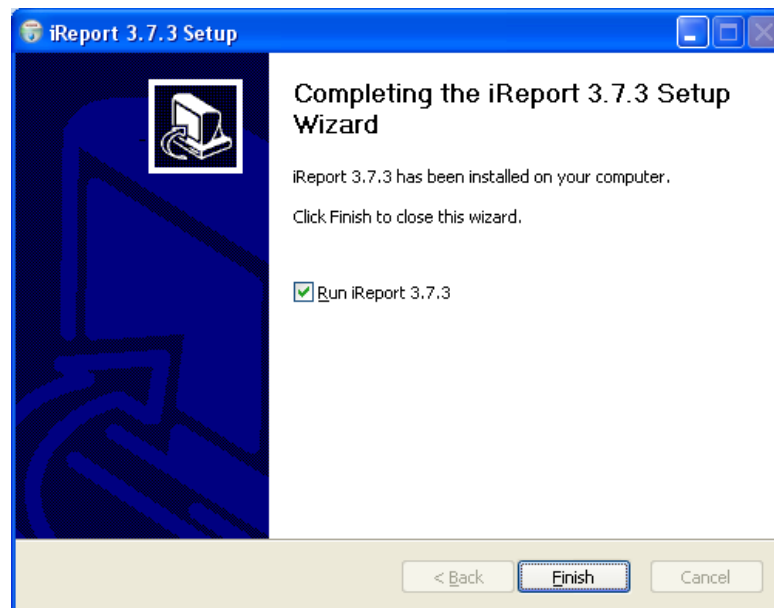 iReport 3.7.3 Setup
Completing the iReport 3.7.3 Setup
Wizard
iReport 3.7.3 has been installed on your computer.
Click Finish to close this wizard.
Run iReport 3.7.3
< Back Finish Cancel